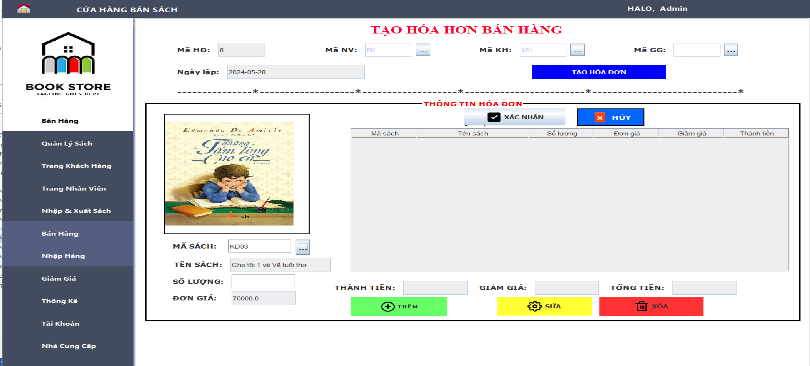 CỬA HÀNG BÁN SÁCH
HALO, Admin
TẠO HÓA HƠN BÁN HÀNG
Mã HD: 8
Mã NV:
...
Mã KH:
...
Mã GG:
...
Ngày lập: 2024-05-28
TẠO HÓA ĐƠN
BOOK STORE
Bán Hàng
Quản Lý Sách
Trang Khách Hàng
Trang Nhân Viên
Nhập & Xuất Sách
Bán Hàng
Nhập Hàng
Giảm Giá
Thống Kê
Tài Khoản
Nhà Cung Cấp
THÔNG TIN HÓA ĐƠN
XÁC NHẬN
HỦY
Mã sách Tên sách Số lượng Đơn giá Giảm giá Thành tiền
Edmondo De Amicis
Những
Tấm lòng
Cao cả
MÃ SÁCH: KD03 ...
TÊN SÁCH: Cho tôi 1 vé Về tuổi thơ
SỐ LƯỢNG:
ĐƠN GIÁ: 76000.0
THÀNH TIỀN:
GIẢM GIÁ:
TỔNG TIỀN:
THÊM
SỬA
XÓA